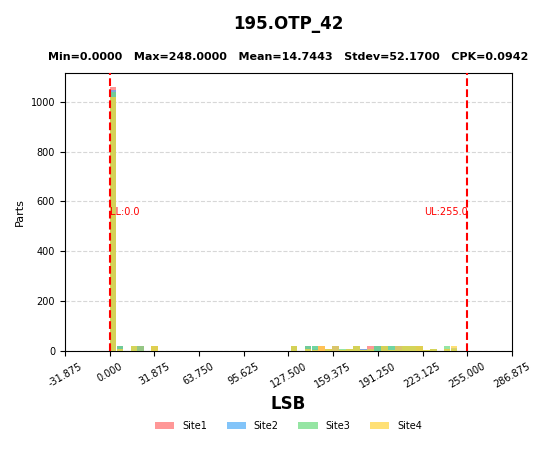 195.OTP_42
Min=0.0000 Max=248.0000 Mean=14.7443 Stdev=52.1700 CPK=0.0942
1000
800
600
400
200
0
Parts
LL:0.0
UL:255.0
-31.875 0.000 31.875 63.750 95.625 127.500 159.375 191.250 223.125 255.000 286.875
LSB
Site1 Site2 Site3 Site4